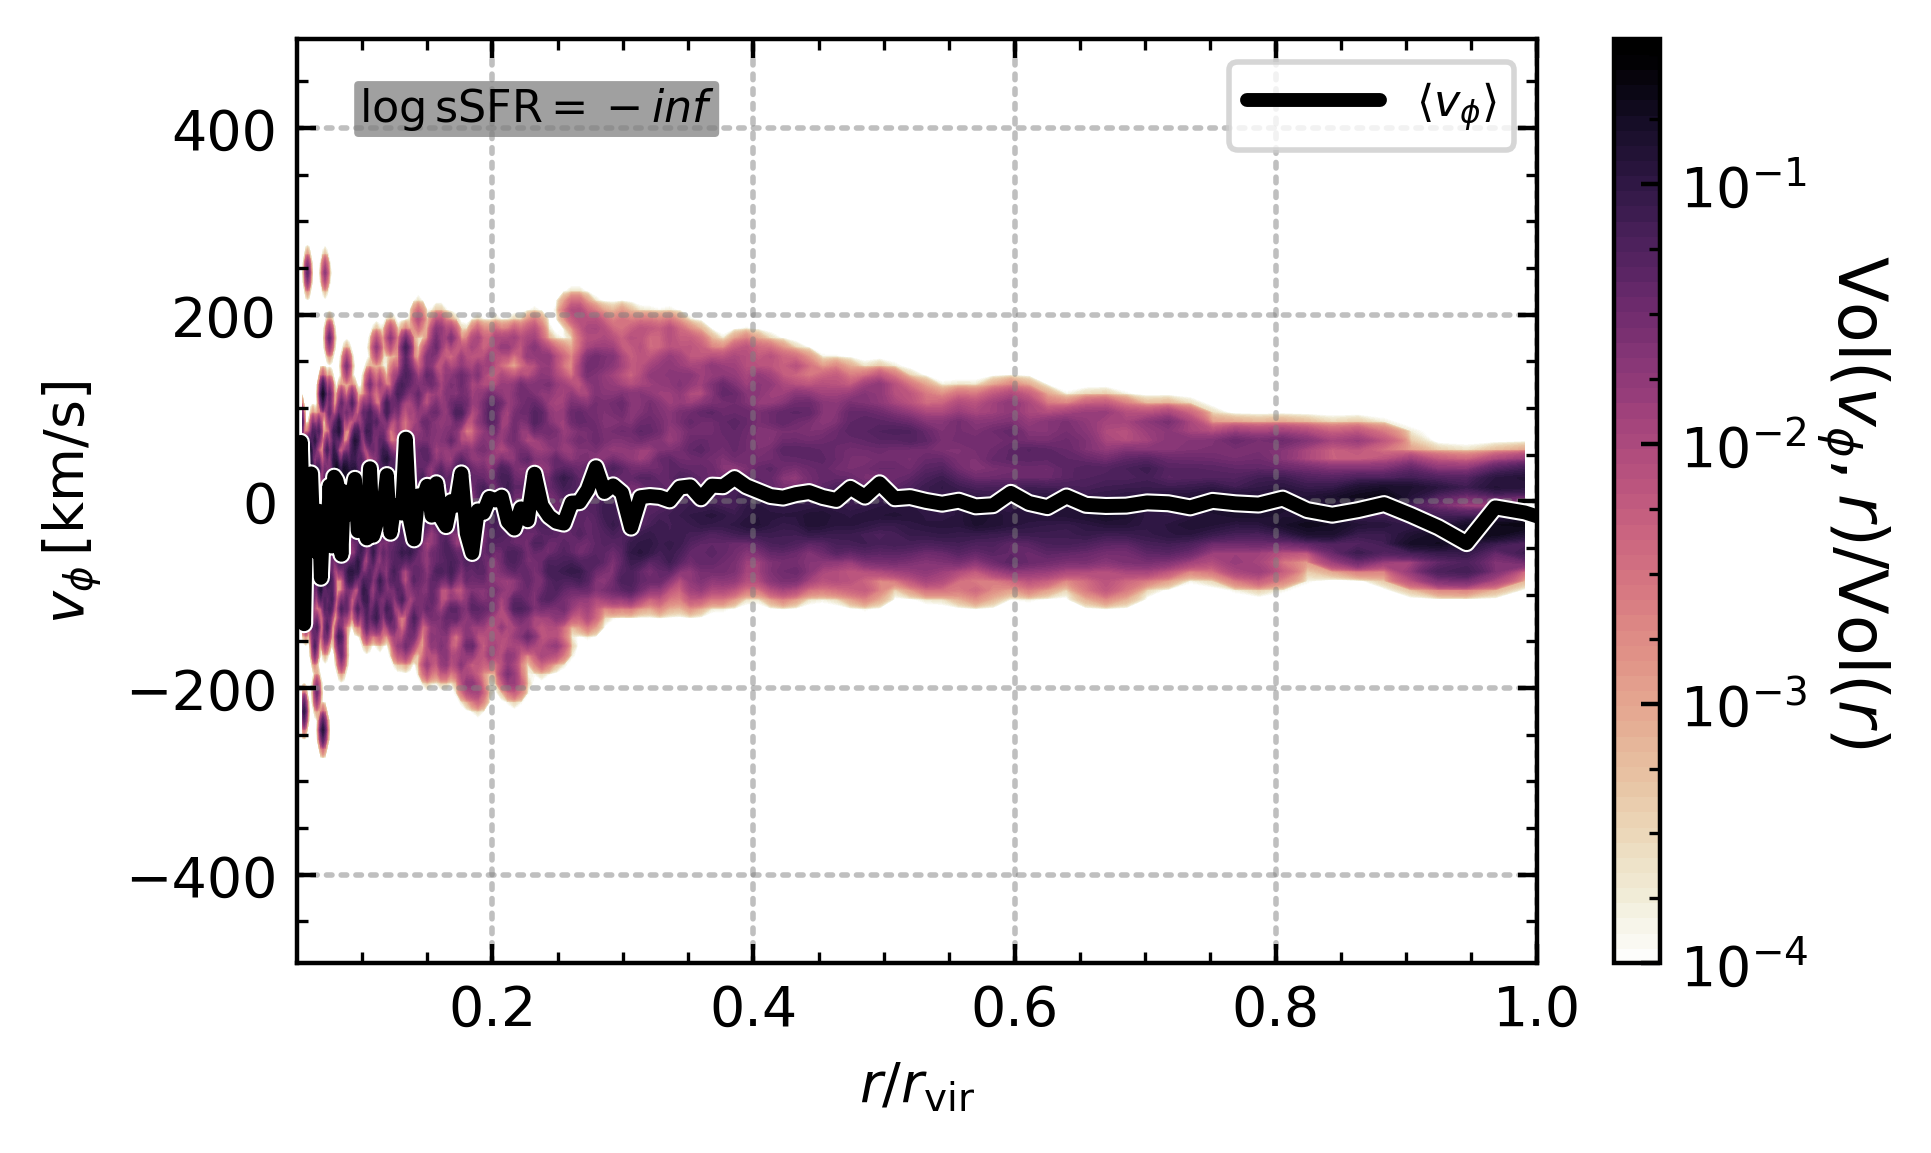 log sSFR = −inf
⟨v_ϕ⟩
400
200
0
−200
−400
v_ϕ [km/s]
0.2 0.4 0.6 0.8 1.0
r/r_vir
10⁻¹
10⁻²
10⁻³
10⁻⁴
Vol(v_ϕ, r)/Vol(r)